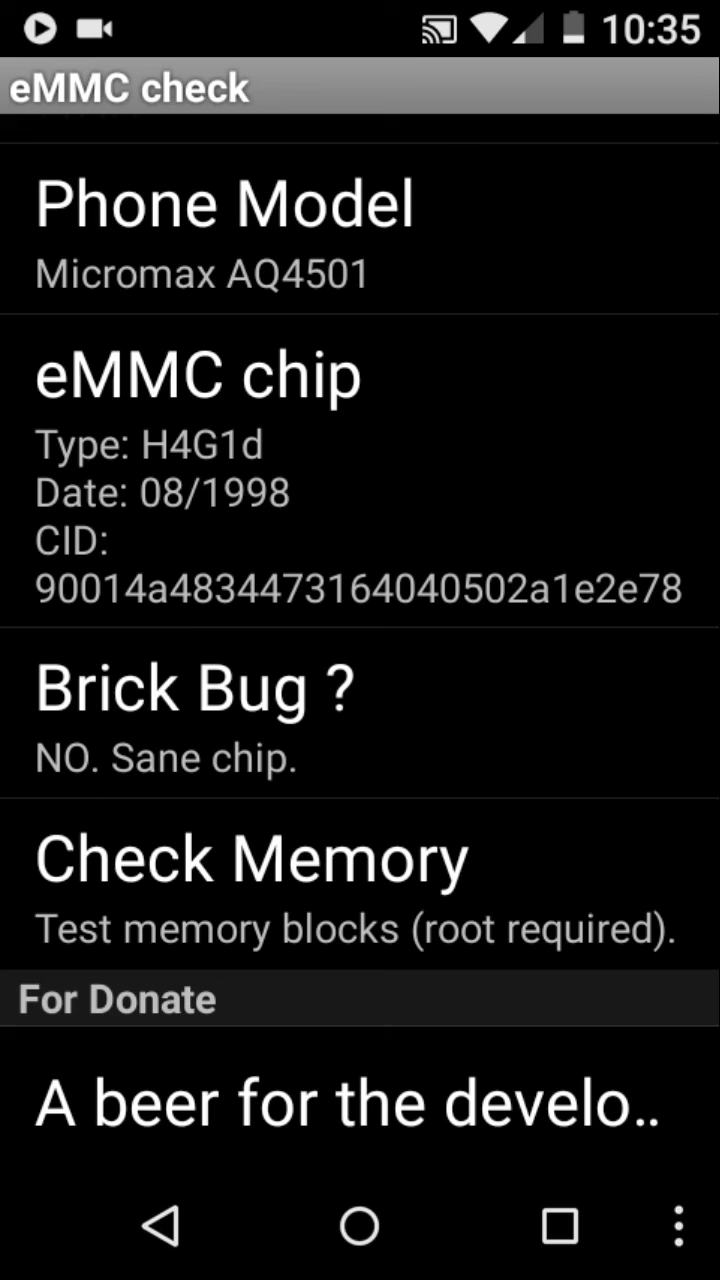 10:35
eMMC check
Phone Model
Micromax AQ4501
eMMC chip
Type: H4G1d
Date: 08/1998
CID:
90014a4834473164040502a1e2e78
Brick Bug ?
NO. Sane chip.
Check Memory
Test memory blocks (root required).
For Donate
A beer for the develo..